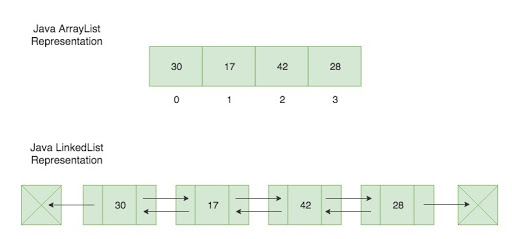 Java ArrayList
Representation
30 17 42 28
0 1 2 3
Java LinkedList
Representation
30 17 42 28